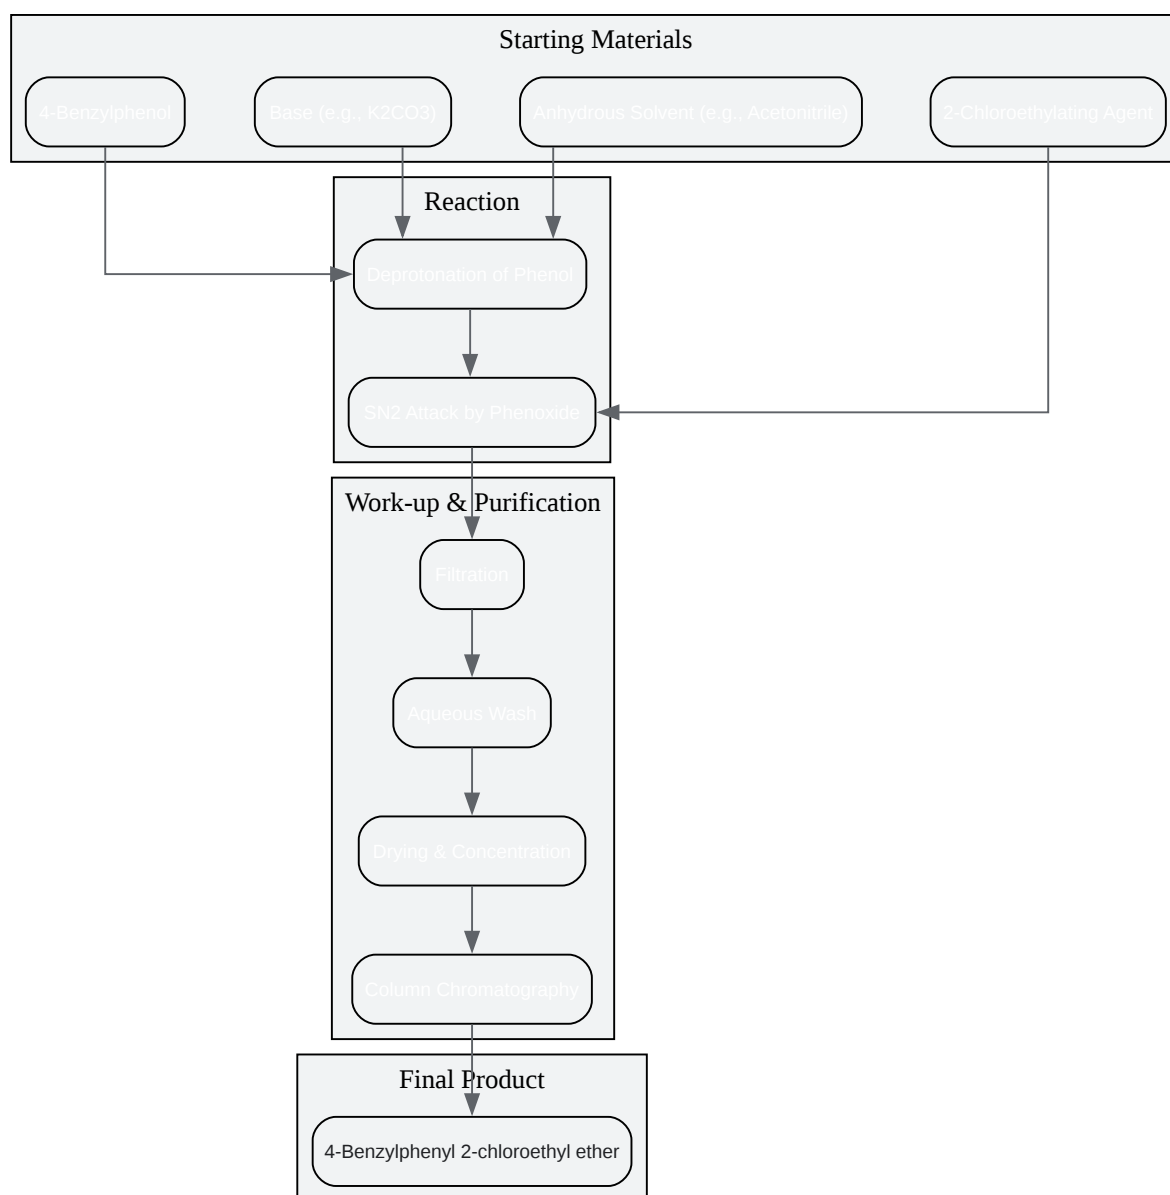 Starting Materials
4-Benzylphenol
Base (e.g., K2CO3)
Anhydrous Solvent (e.g., Acetonitrile)
2-Chloroethylating Agent
Reaction
Deprotonation of Phenol
SN2 Attack by Phenoxide
Work-up & Purification
Filtration
Aqueous Wash
Drying & Concentration
Column Chromatography
Final Product
4-Benzylphenyl 2-chloroethyl ether